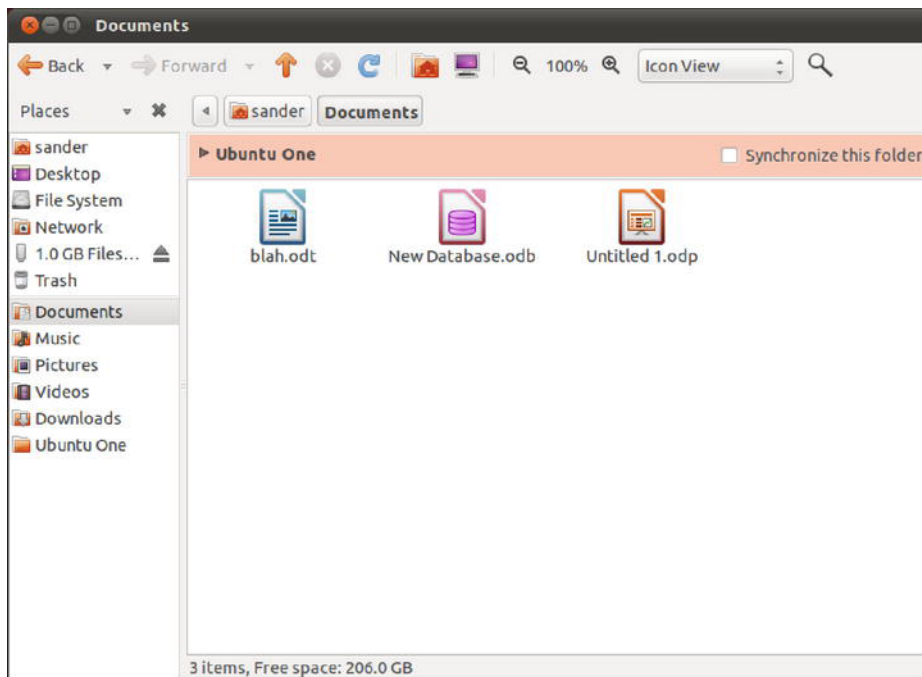 Documents
Back Forward 100% Icon View
Places sander Documents
sander
Desktop
File System
Network
1.0 GB Files...
Trash
Documents
Music
Pictures
Videos
Downloads
Ubuntu One
Ubuntu One Synchronize this folder
blah.odt New Database.odb Untitled 1.odp
3 items, Free space: 206.0 GB